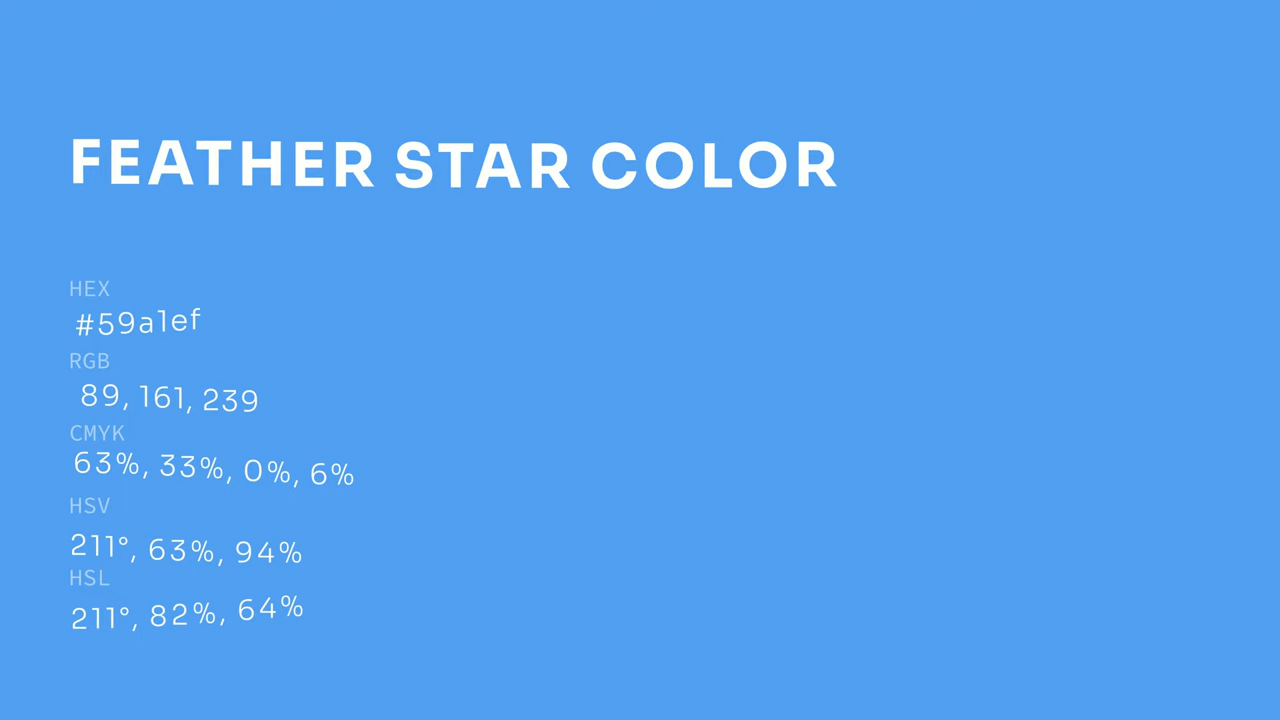 FEATHER STAR COLOR
HEX
#59a1ef
RGB
89, 161, 239
CMYK
63%, 33%, 0%, 6%
HSV
211°, 63%, 94%
HSL
211°, 82%, 64%